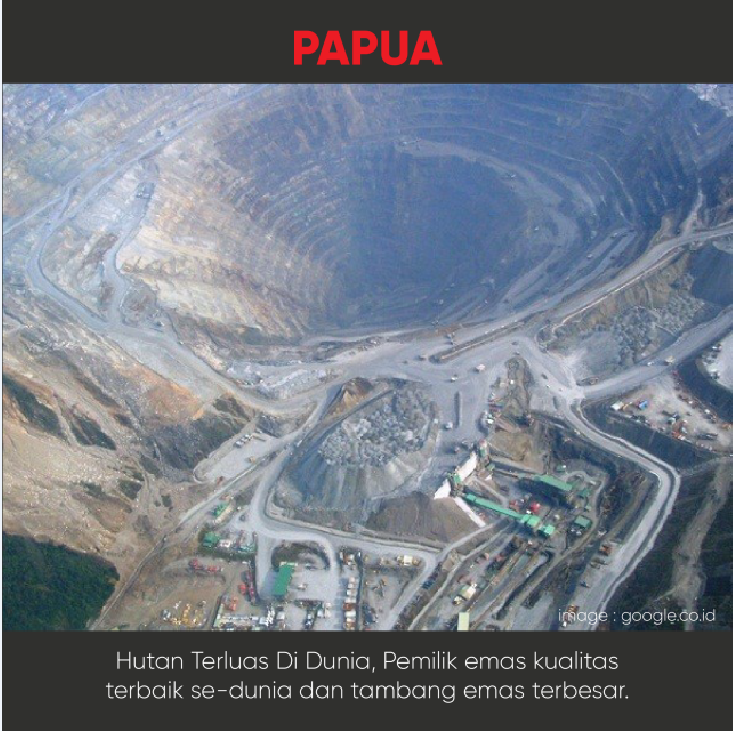 PAPUA
image : google.co.id
Hutan Terluas Di Dunia, Pemilik emas kualitas
terbaik se-dunia dan tambang emas terbesar.